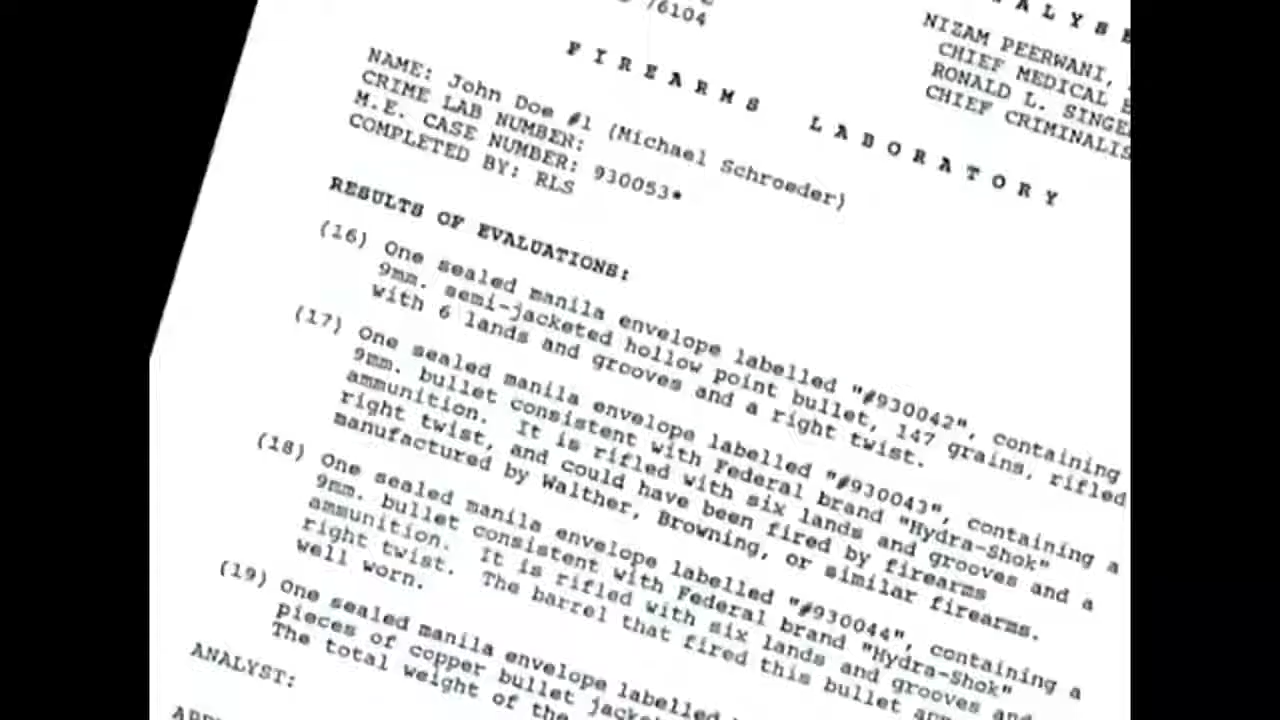 76104
NIZAM PEERWANI,
CHIEF MEDICAL
RONALD L.
CHIEF
FIREARMS LABORATORY
NAME: John Doe #1 (Michael Schroeder)
CRIME LAB NUMBER:
M.E. CASE NUMBER: 930053*
COMPLETED BY: RLS
RESULTS OF EVALUATIONS:
(16) One sealed manila envelope labelled "#930042", containing
9mm. semi-jacketed hollow point bullet, 147 grains, rifled
with 6 lands and grooves and a right twist.
(17) One sealed manila envelope labelled "#930043", containing a
9mm. bullet consistent with Federal brand "Hydra-Shok"
ammunition. It is rifled with six lands and grooves and a
right twist, and could have been fired by firearms
manufactured by Walther, Browning, or similar firearms.
(18) One sealed manila envelope labelled "#930044", containing a
9mm. bullet consistent with Federal brand "Hydra-Shok"
ammunition. It is rifled with six lands and grooves and
right twist. The barrel that fired this bullet
well worn.
(19) One sealed manila envelope labelled
pieces of copper bullet
The total weight of the
ANALYST: